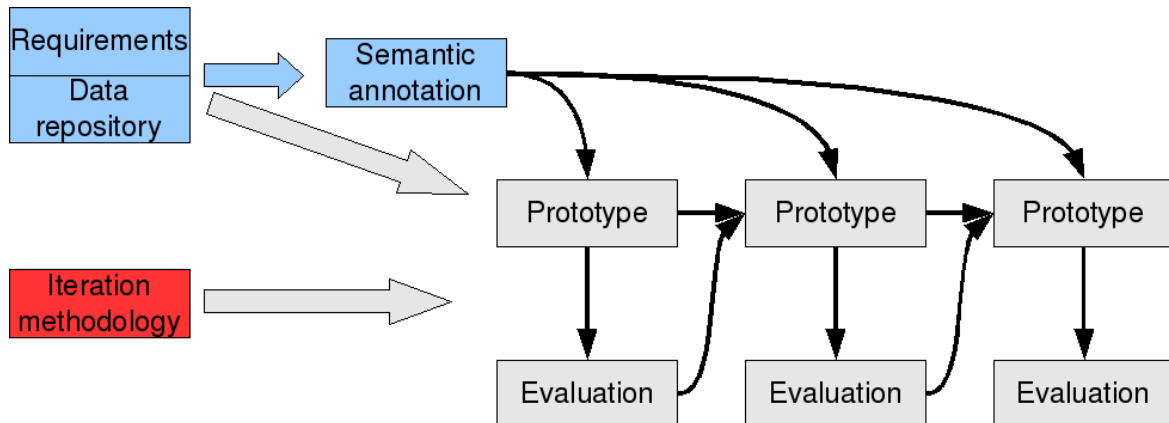 Requirements
Data
repository
Semantic
annotation
Prototype
Prototype
Prototype
Iteration
methodology
Evaluation
Evaluation
Evaluation